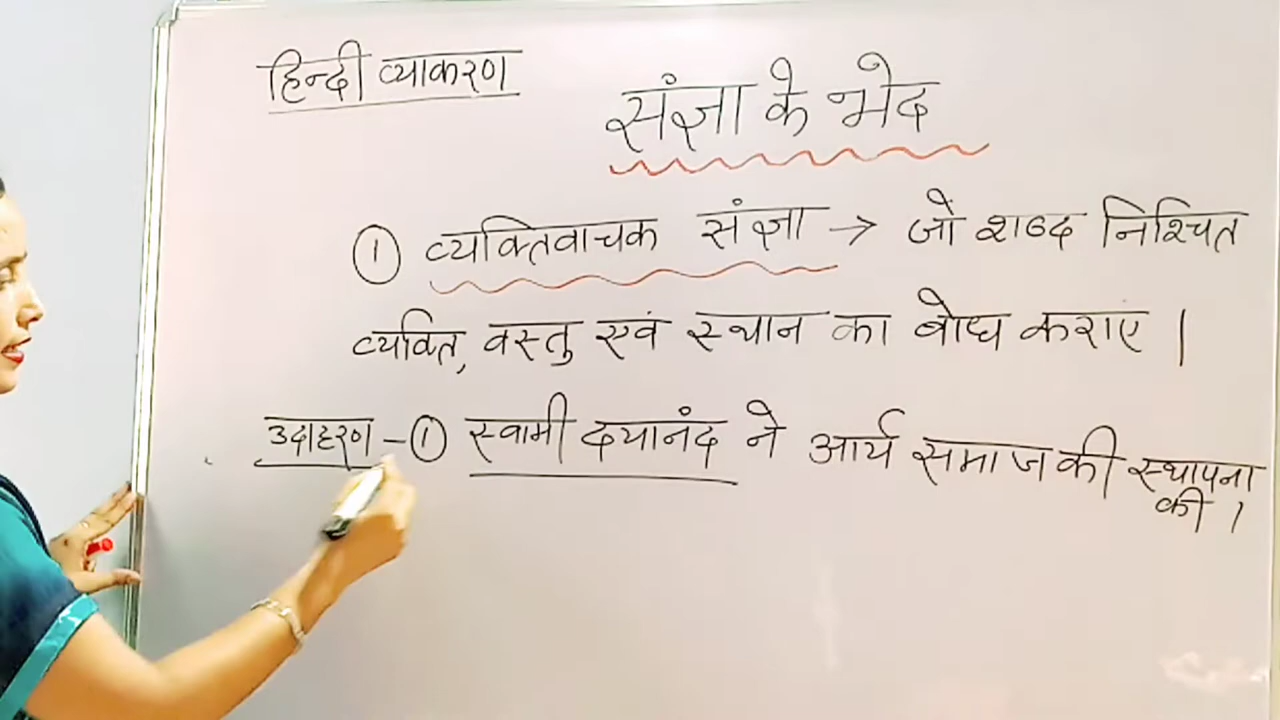 हिन्दी व्याकरण
संज्ञा के भेद
① व्यक्तिवाचक संज्ञा → जो शब्द निश्चित
व्यक्ति, वस्तु एवं स्थान का बोध कराए।
उदाहरण - ① स्वामी दयानंद ने आर्य समाज की स्थापना
की।